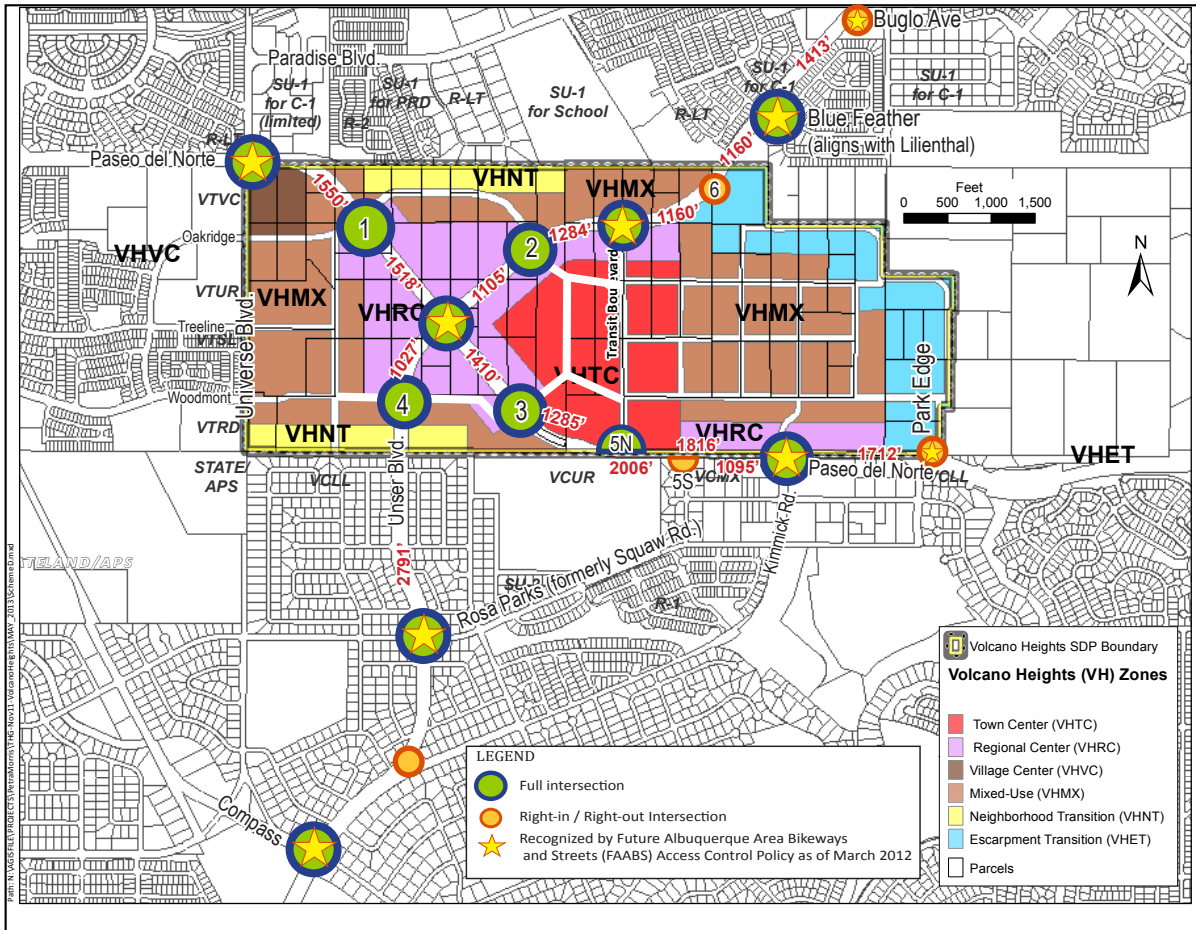 Buglo Ave
1413’
Paradise Blvd.
SU-1
for C-1
(limited)
SU-1
for PRD
R-2
R-LT
SU-1
for School
R-LT
SU-1
for C-1
SU-1
for C-1
Blue Feather
(aligns with Lilienthal)
R-LT
Paseo del Norte
1160’
Feet
0 500 1,000 1,500
N
1550’
VHNT
VHMX
6
VTVC
1160’
Oakridge
1
2
1284’
VHVC
1518’
1105’
VTUR
VHMX
Transit Boulevard
VHRC
VHMX
Treeline
VTSL
Universe Blvd.
1027’
1410’
VHTC
Park Edge
Woodmont
4
3
1285’
VTRD
VHNT
5N
1816’
VHRC
1712’
STATE/
APS
VCLL
Unser Blvd.
VCUR
2006’
5S
1095’
VCMX
Paseo del Norte
VCLL
VHET
Kimmick Rd.
STATELAND/APS
2791’
Rosa Parks (formerly Squaw Rd.)
SU-2
R-1
Compass
LEGEND
Full intersection
Right-in / Right-out Intersection
Recognized by Future Albuquerque Area Bikeways
and Streets (FAABS) Access Control Policy as of March 2012
Volcano Heights SDP Boundary
Volcano Heights (VH) Zones
Town Center (VHTC)
Regional Center (VHRC)
Village Center (VHVC)
Mixed-Use (VHMX)
Neighborhood Transition (VHNT)
Escarpment Transition (VHET)
Parcels